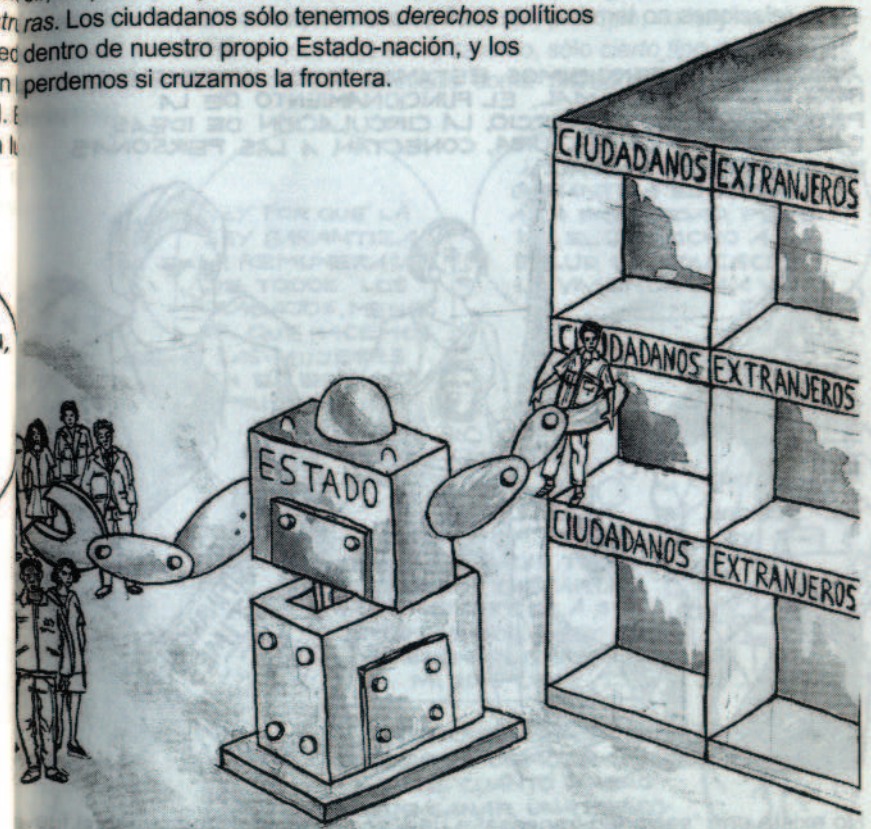 ras. Los ciudadanos sólo tenemos derechos políticos
dentro de nuestro propio Estado-nación, y los
perdemos si cruzamos la frontera.
CIUDADANOS EXTRANJEROS
CIUDADANOS EXTRANJEROS
ESTADO
CIUDADANOS EXTRANJEROS